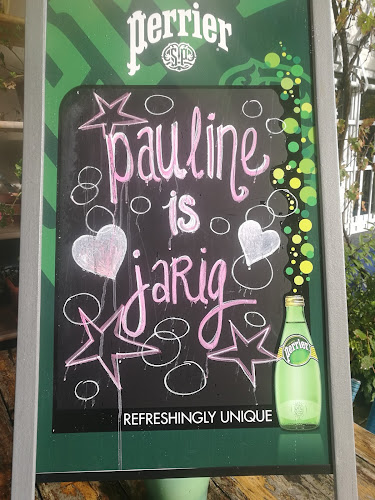 perrier
pauline
is
jarig
perrier
REFRESHINGLY UNIQUE